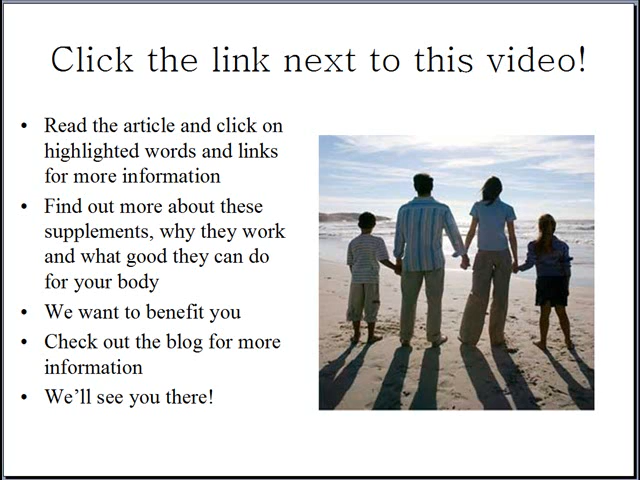 Click the link next to this video!
• Read the article and click on
highlighted words and links
for more information
• Find out more about these
supplements, why they work
and what good they can do
for your body
• We want to benefit you
• Check out the blog for more
information
• We’ll see you there!